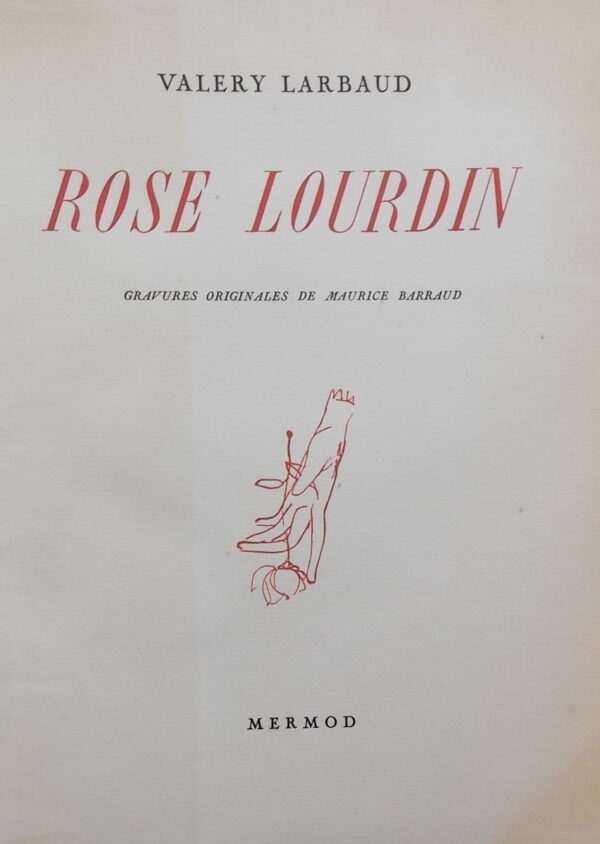 VALERY LARBAUD
ROSE LOURDIN
GRAVURES ORIGINALES DE MAURICE BARRAUD
MERMOD